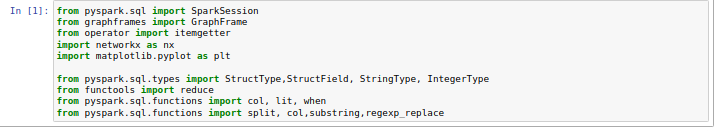 In [1]: from pyspark.sql import SparkSession
from graphframes import GraphFrame
from operator import itemgetter
import networkx as nx
import matplotlib.pyplot as plt
from pyspark.sql.types import StructType,StructField, StringType, IntegerType
from functools import reduce
from pyspark.sql.functions import col, lit, when
from pyspark.sql.functions import split, col,substring,regexp_replace